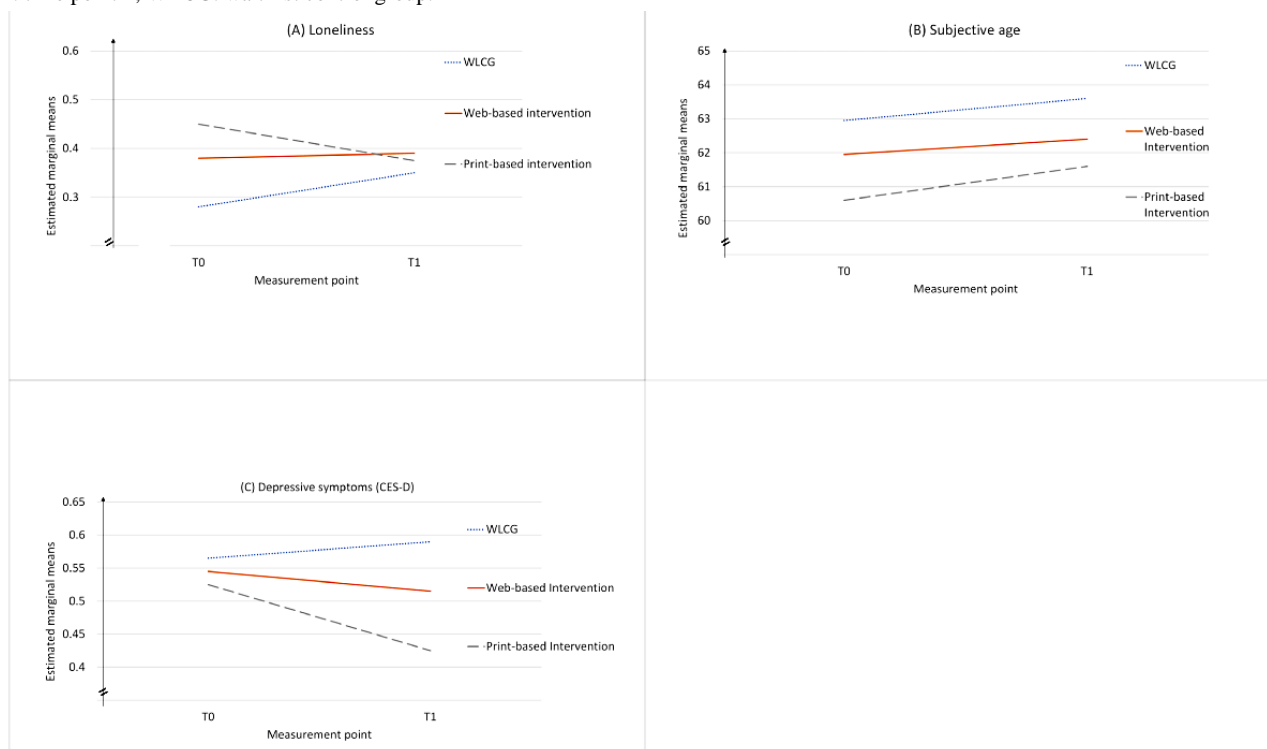 (A) Loneliness
0.6
0.5
0.4
0.3
Estimated marginal means
WLCG
Web-based intervention
Print-based intervention
T0
T1
Measurement point
(B) Subjective age
65
64
63
62
61
60
Estimated marginal means
WLCG
Web-based
Intervention
Print-based
Intervention
T0
T1
Measurement point
(C) Depressive symptoms (CES-D)
0.65
0.6
0.55
0.5
0.45
0.4
Estimated marginal means
WLCG
Web-based Intervention
Print-based Intervention
T0
T1
Measurement point